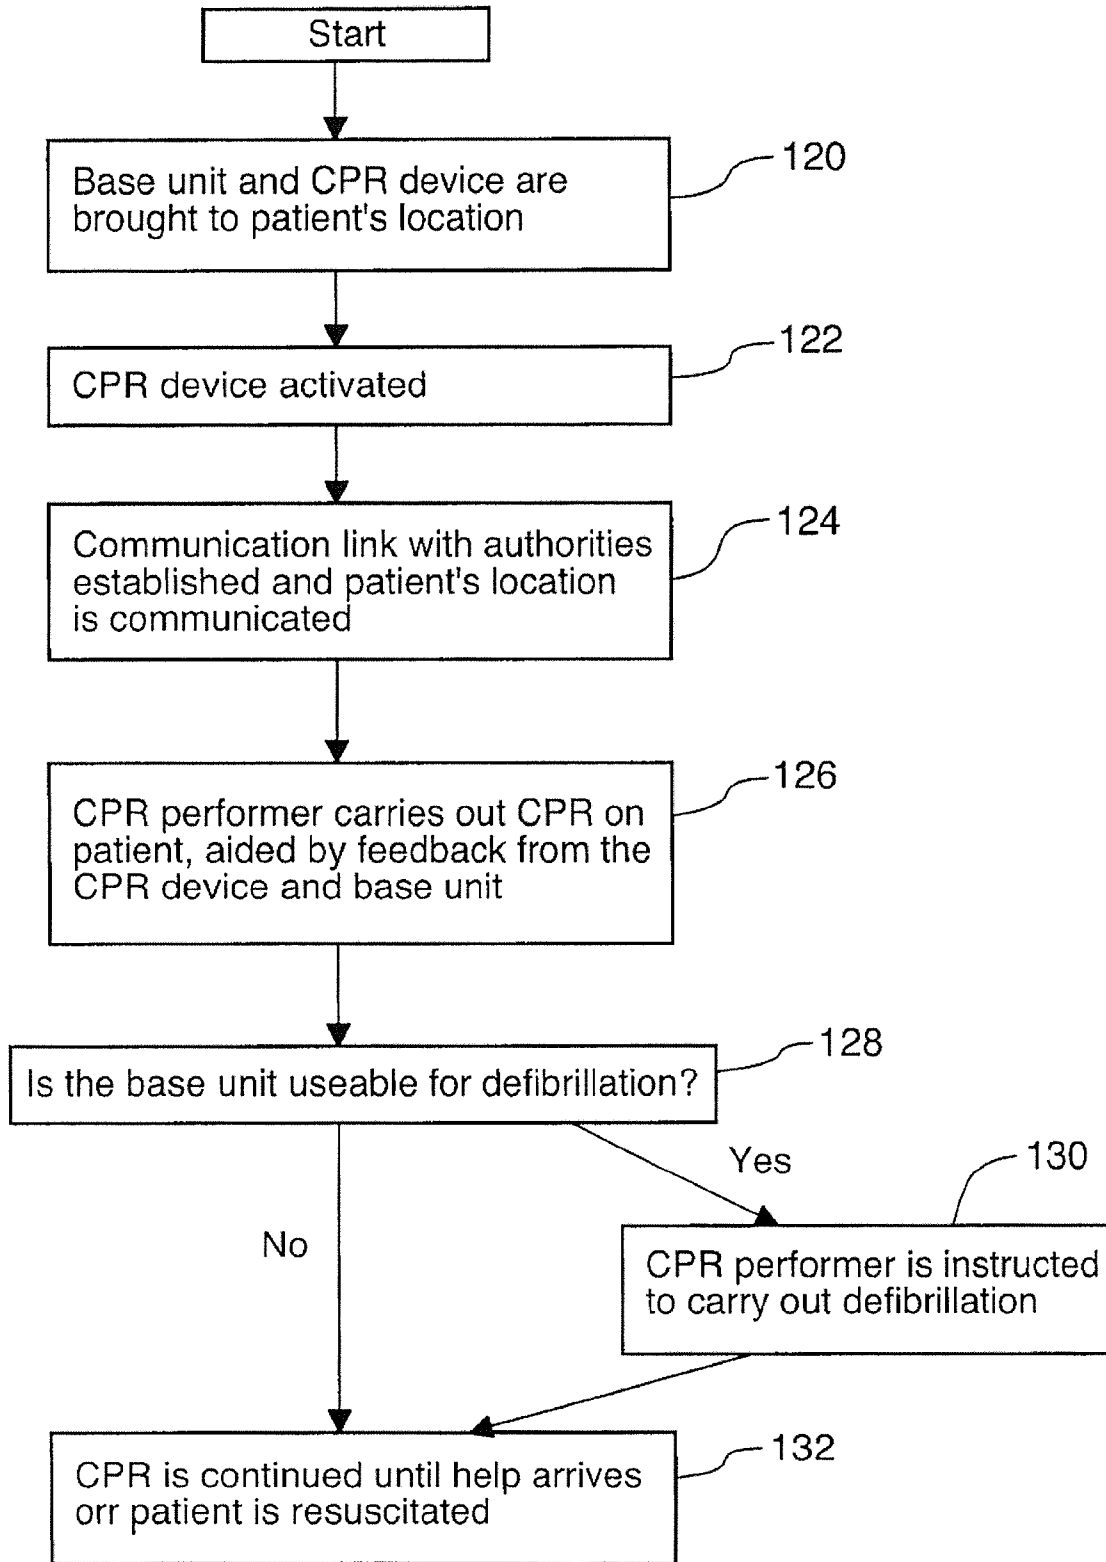 Start
Base unit and CPR device are
brought to patient's location
120
CPR device activated
122
Communication link with authorities
established and patient's location
is communicated
124
CPR performer carries out CPR on
patient, aided by feedback from the
CPR device and base unit
126
Is the base unit useable for defibrillation?
128
Yes
No
130
CPR performer is instructed
to carry out defibrillation
CPR is continued until help arrives
orr patient is resuscitated
132